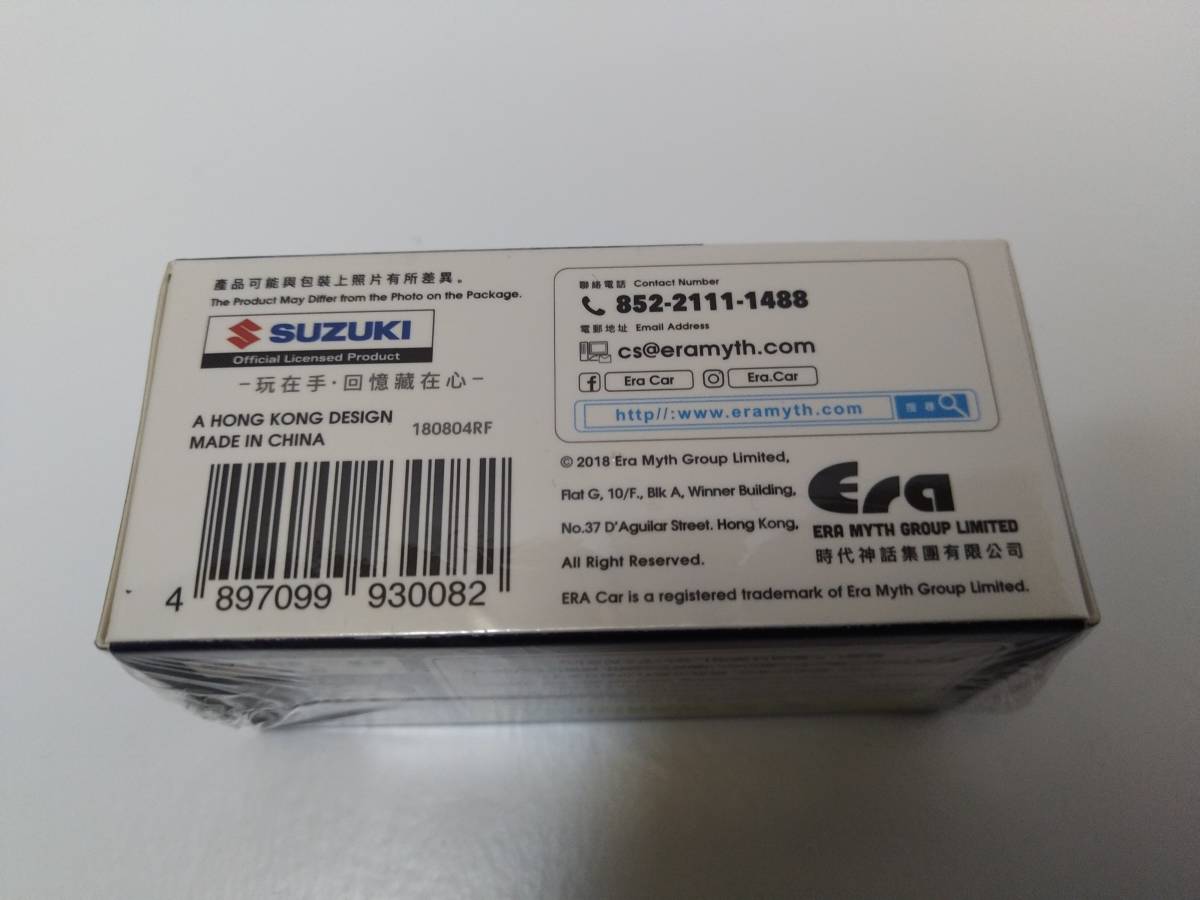 產品可能與包裝上照片有所差異。
The Product May Differ from the Photo on the Package.
SUZUKI
Official Licensed Product
-玩在手·回憶藏在心-
A HONG KONG DESIGN
MADE IN CHINA
180804RF
4 897099 930082
聯絡電話 Contact Number
852-2111-1488
電郵地址 Email Address
cs@eramyth.com
f Era Car Era.Car
http//:www.eramyth.com 搜尋
© 2018 Era Myth Group Limited,
Flat G, 10/F., Blk A, Winner Building,
No.37 D'Aguilar Street. Hong Kong,
All Right Reserved.
Era
ERA MYTH GROUP LIMITED
時代神話集團有限公司
ERA Car is a registered trademark of Era Myth Group Limited.